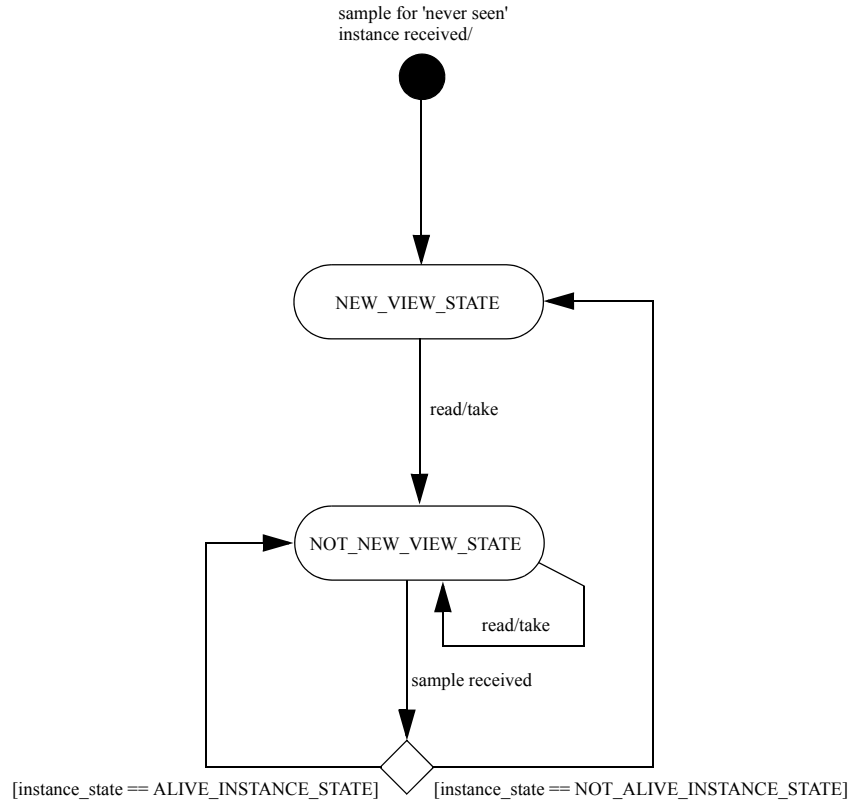 sample for 'never seen'
instance received/
NEW_VIEW_STATE
read/take
NOT_NEW_VIEW_STATE
read/take
sample received
[instance_state == ALIVE_INSTANCE_STATE]
[instance_state == NOT_ALIVE_INSTANCE_STATE]